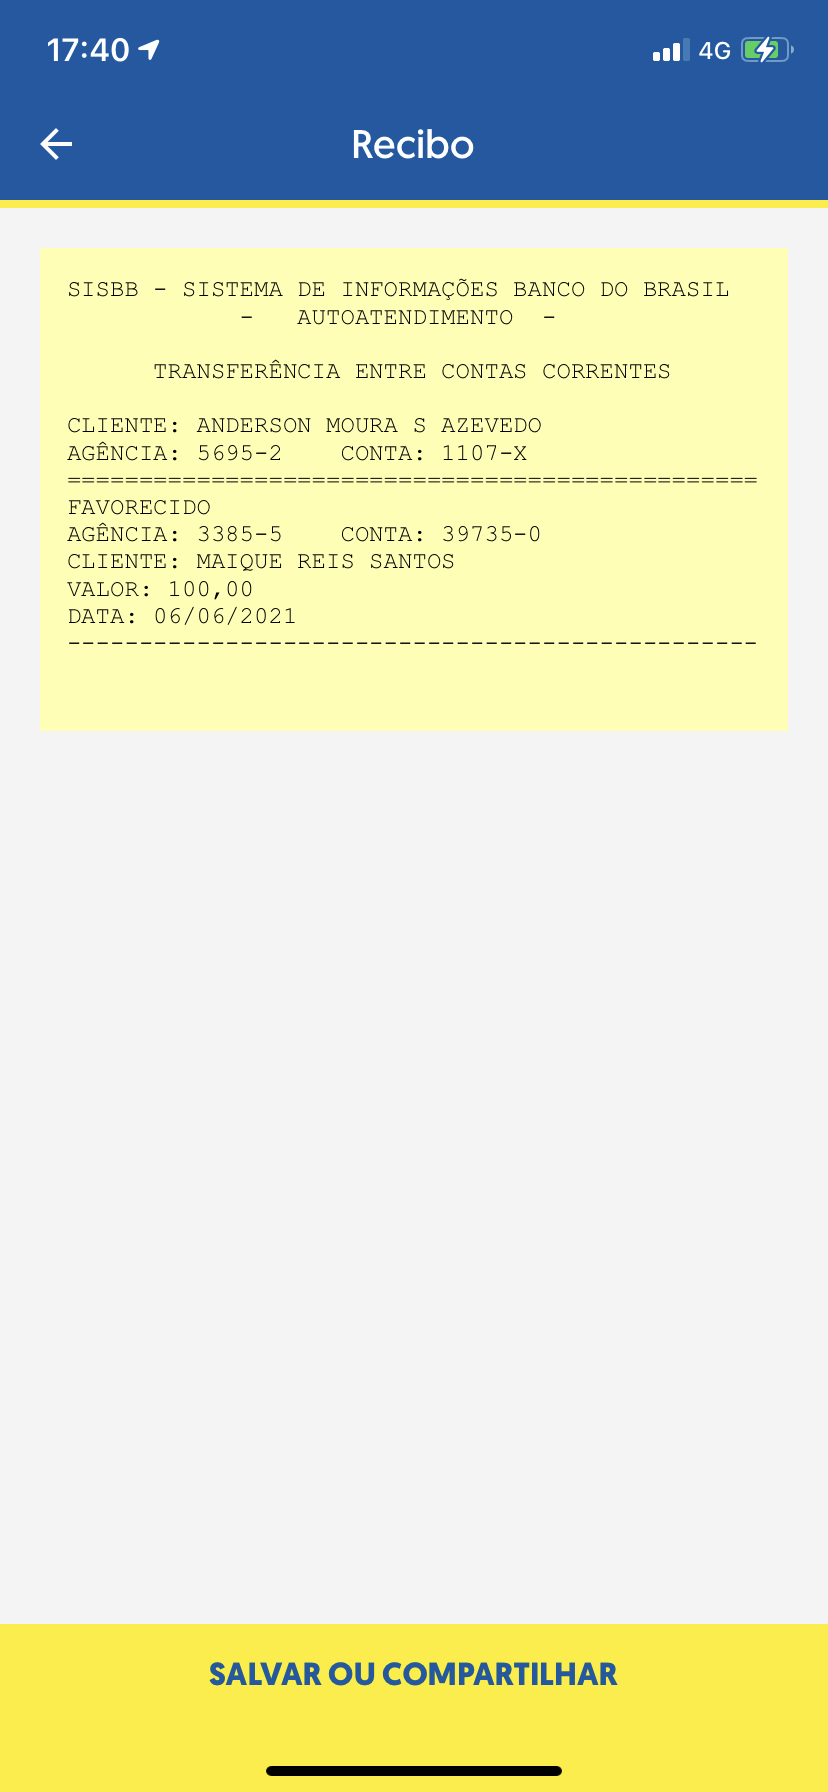 17:40
4G
Recibo
SISBB - SISTEMA DE INFORMAÇÕES BANCO DO BRASIL
- AUTOATENDIMENTO -
TRANSFERÊNCIA ENTRE CONTAS CORRENTES
CLIENTE: ANDERSON MOURA S AZEVEDO
AGÊNCIA: 5695-2 CONTA: 1107-X
================================================
FAVORECIDO
AGÊNCIA: 3385-5 CONTA: 39735-0
CLIENTE: MAIQUE REIS SANTOS
VALOR: 100,00
DATA: 06/06/2021
------------------------------------------------
SALVAR OU COMPARTILHAR